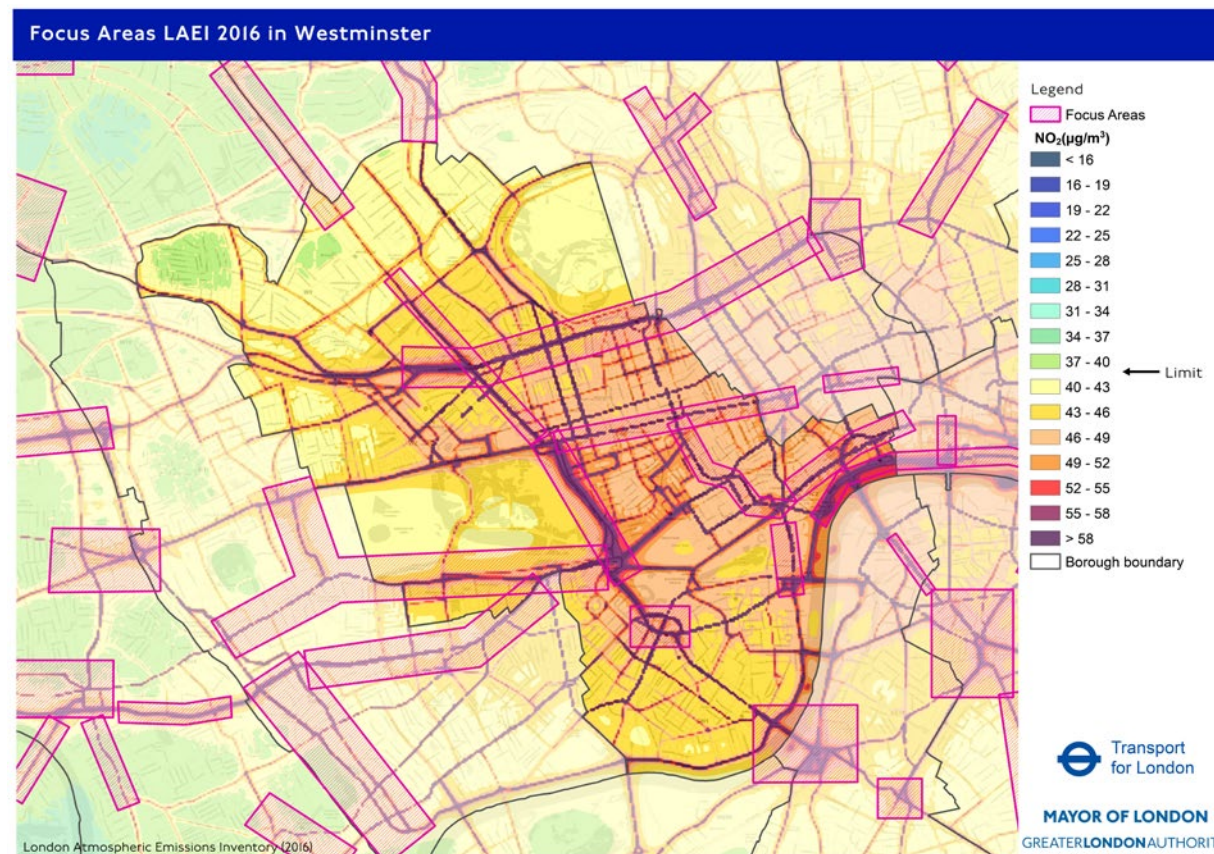 Focus Areas LAEI 2016 in Westminster
Legend
Focus Areas
NO₂(µg/m³)
< 16
16 - 19
19 - 22
22 - 25
25 - 28
28 - 31
31 - 34
34 - 37
37 - 40
Limit
40 - 43
43 - 46
46 - 49
49 - 52
52 - 55
55 - 58
> 58
Borough boundary
Transport
for London
MAYOR OF LONDON
GREATERLONDONAUTHORIT
London Atmospheric Emissions Inventory (2016)